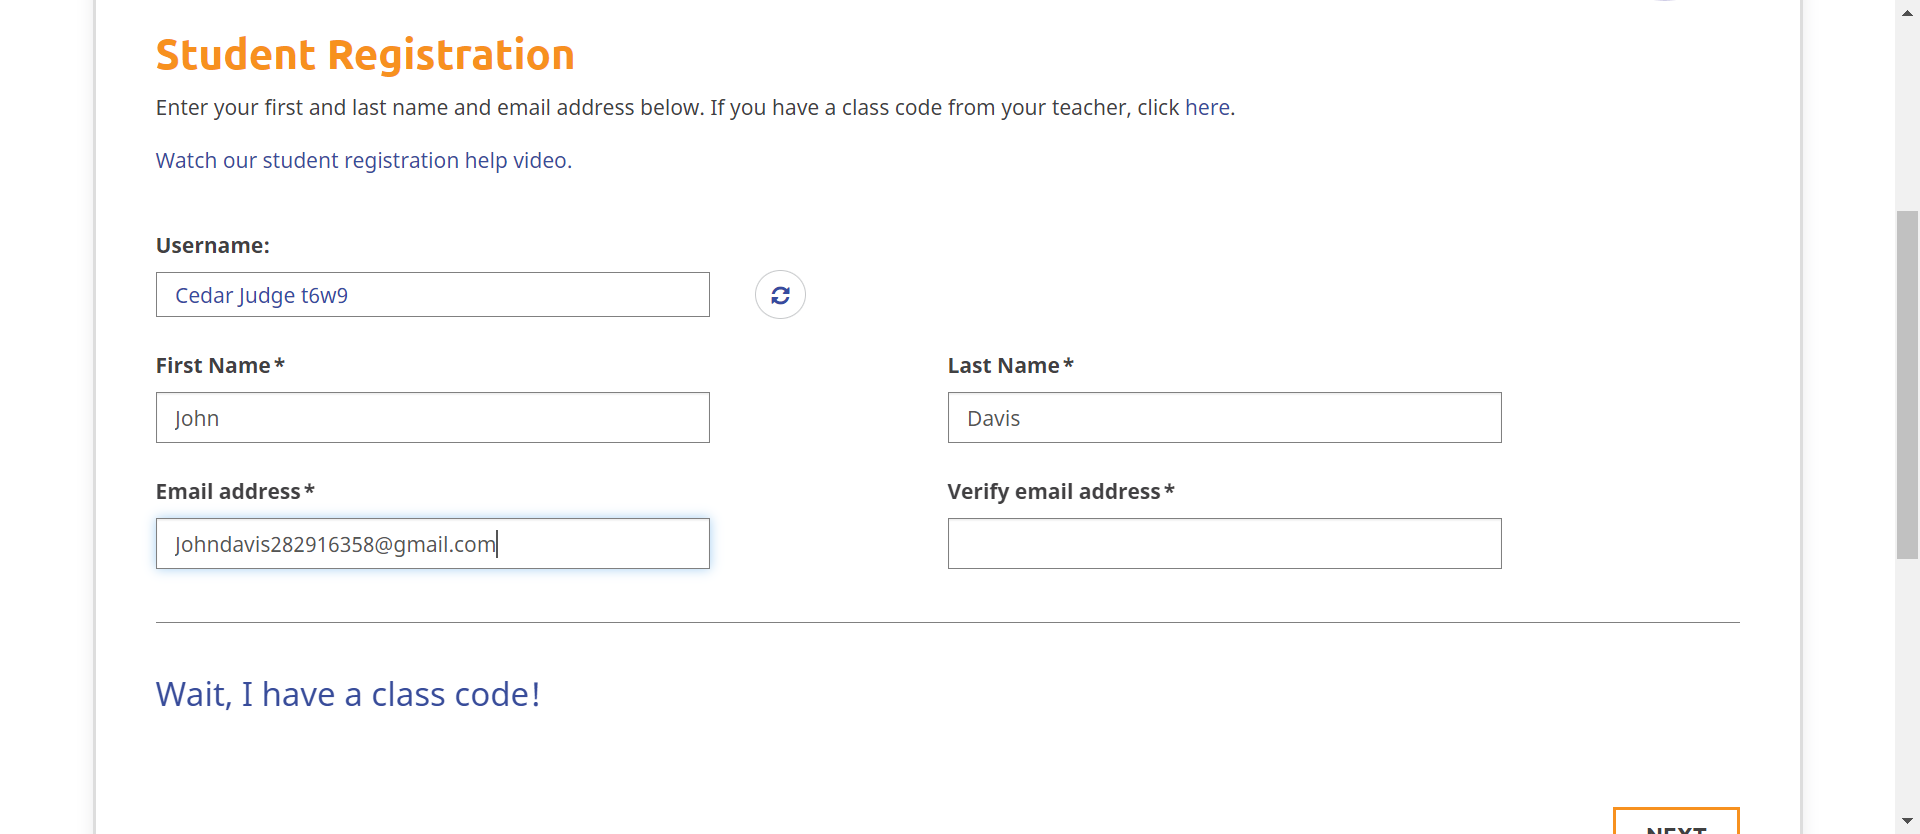 Student Registration
Enter your first and last name and email address below. If you have a class code from your teacher, click here.
Watch our student registration help video.
Username:
Cedar Judge t6w9
First Name*
Last Name*
John
Davis
Email address*
Verify email address*
Johndavis282916358@gmail.com
Wait, I have a class code!
NEXT